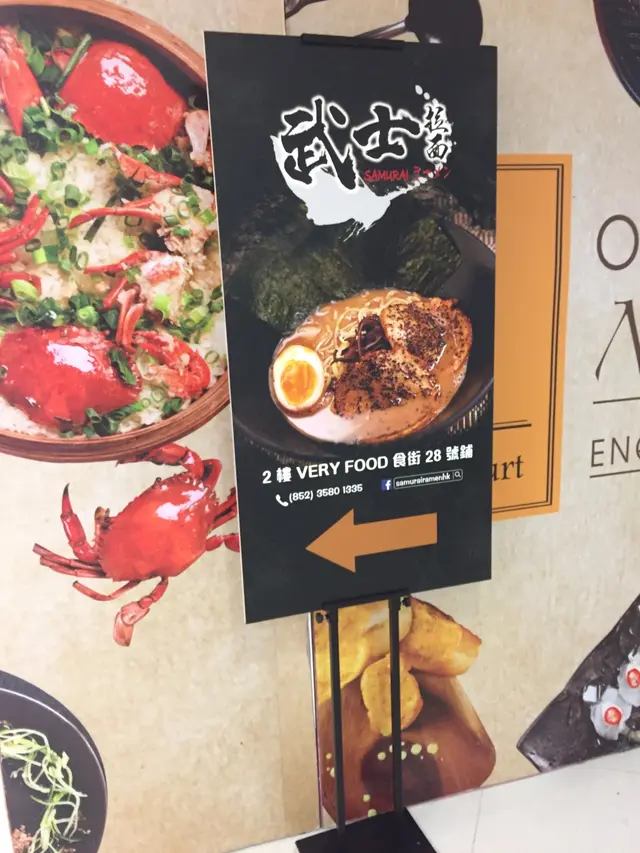 武士
拉麵
SAMURAI ラーメン
2 樓 VERY FOOD 食街 28 號鋪
(852) 3580 1335
samurairamenhk
art
O
ENG